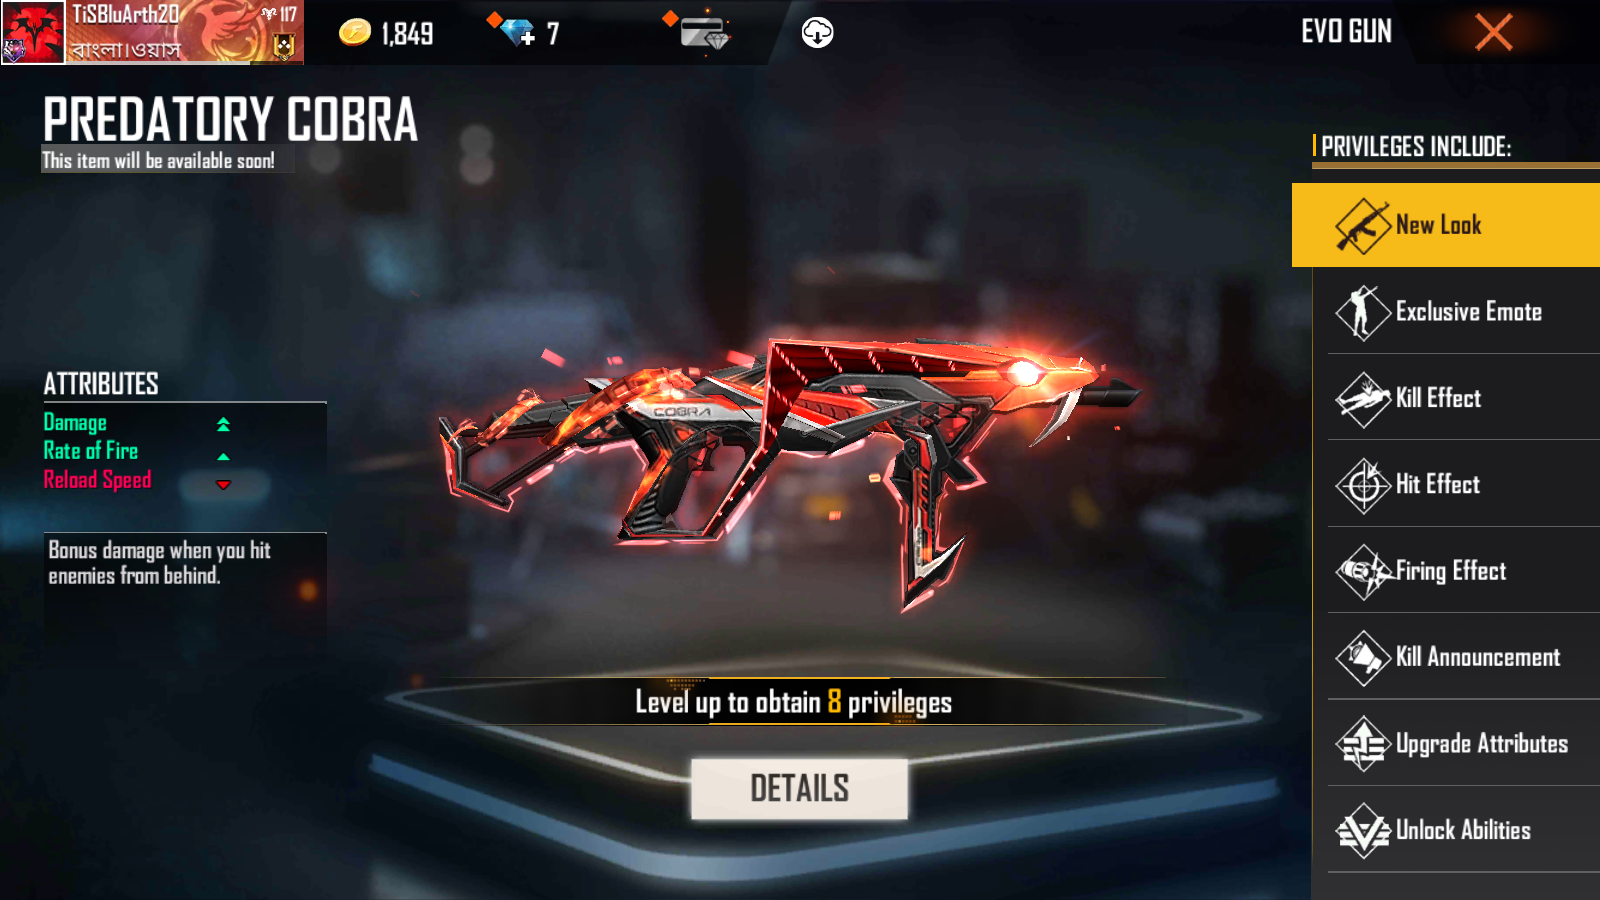 TiSBluArth20
117
বাংলা।ওয়াস
1,849
7
EVO GUN
PREDATORY COBRA
This item will be available soon!
PRIVILEGES INCLUDE:
New Look
Exclusive Emote
Kill Effect
Hit Effect
Firing Effect
Kill Announcement
Upgrade Attributes
Unlock Abilities
ATTRIBUTES
Damage
Rate of Fire
Reload Speed
Bonus damage when you hit
enemies from behind.
COBRA
Level up to obtain 8 privileges
DETAILS